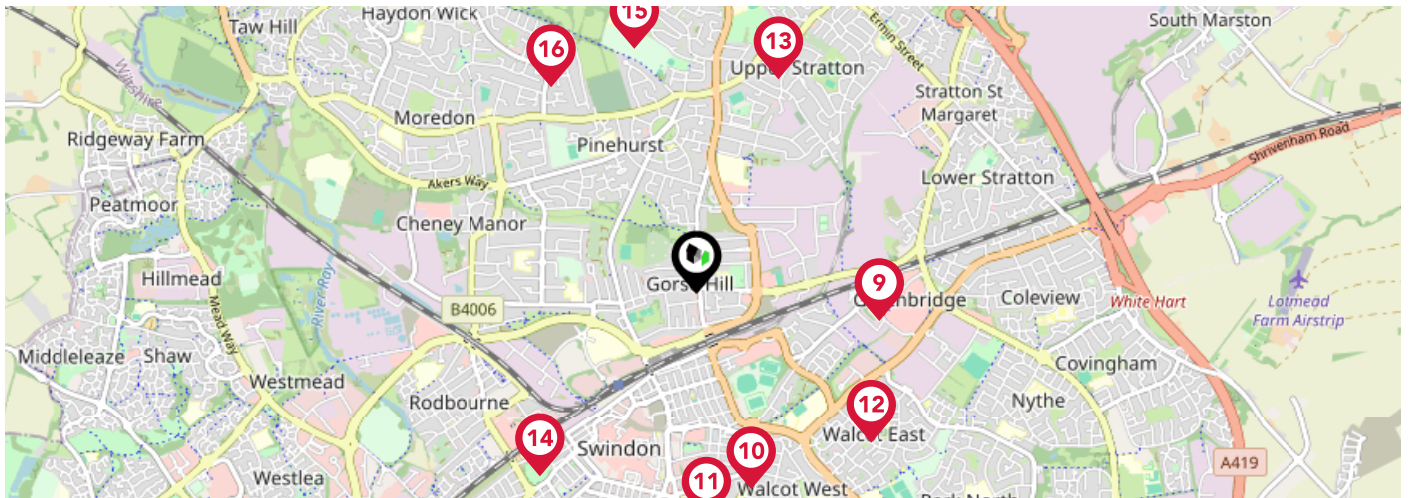 Haydon Wick
15
South Marston
Taw Hill
Ermin Street
16
13
Upper Stratton
Wiltshire
Stratton St
Margaret
Moredon
Ridgeway Farm
Pinehurst
Shrivenham Road
Akers Way
Lower Stratton
Peatmoor
Cheney Manor
Hillmead
River Ray
Gorse Hill
9
Greenbridge
Coleview
White Hart
Lotmead
Farm Airstrip
B4006
Mead Way
Middleleaze
Shaw
Covingham
Westmead
Rodbourne
Nythe
12
Walcot East
14
Swindon
10
A419
Westlea
11
Walcot West
Park North